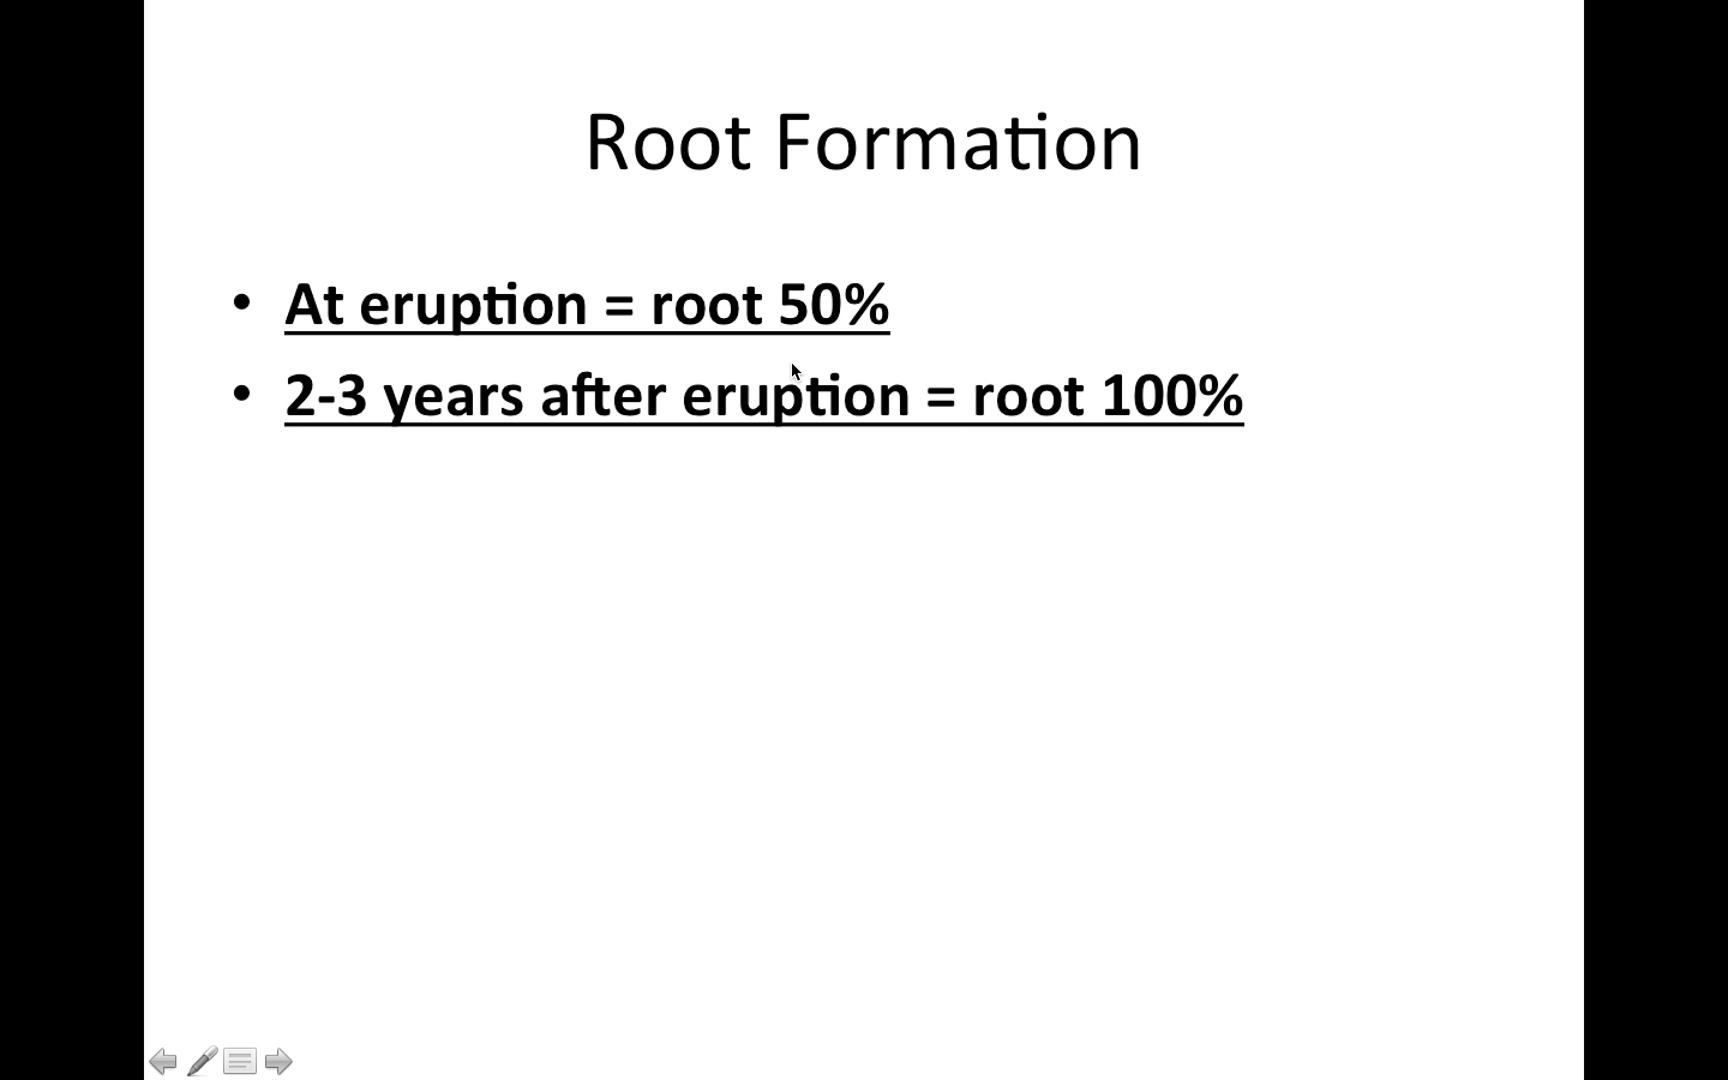 Root Formation
• At eruption = root 50%
• 2-3 years after eruption = root 100%